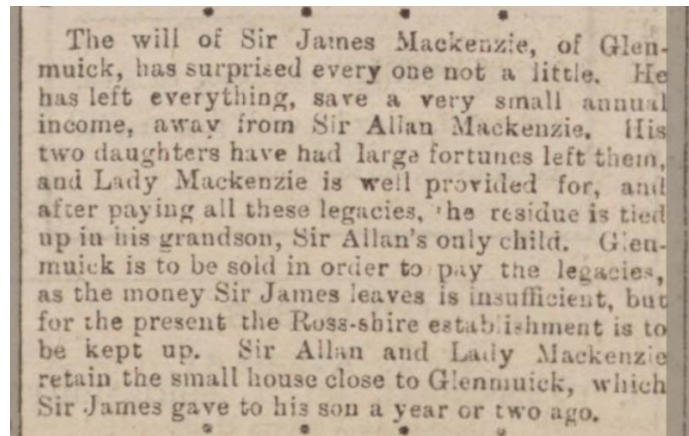 The will of Sir James Mackenzie, of Glen-
muick, has surprised every one not a little. He
has left everything, save a very small annual
income, away from Sir Allan Mackenzie. His
two daughters have had large fortunes left them,
and Lady Mackenzie is well provided for, and
after paying all these legacies, the residue is tied
up in his grandson, Sir Allan's only child. Glen-
muick is to be sold in order to pay the legacies,
as the money Sir James leaves is insufficient, but
for the present the Ross-shire establishment is to
be kept up. Sir Allan and Lady Mackenzie
retain the small house close to Glenmuick, which
Sir James gave to his son a year or two ago.